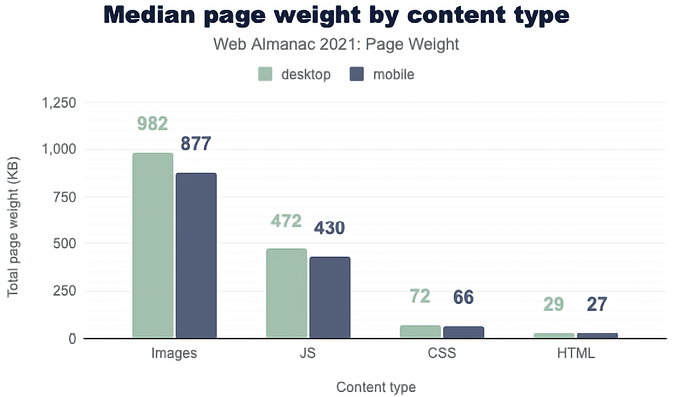 Median page weight by content type
Web Almanac 2021: Page Weight
desktop mobile
Total page weight (KB)
1,250
1,000
750
500
250
0
982 877
472 430
72 66
29 27
Images JS CSS HTML
Content type